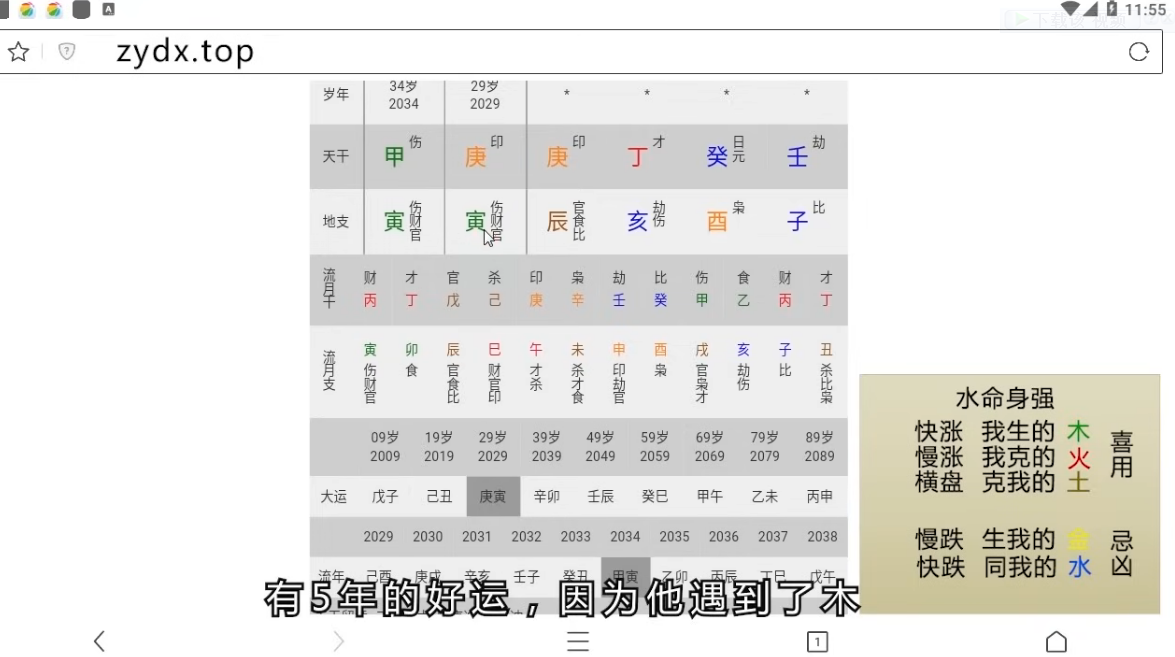 11:55
下载该视频
zydx.top
岁年 34岁 29岁 * * * *
2034 2029
天干 甲 伤 庚 印 庚 印 丁 才 癸 日元 壬 劫
地支 寅 伤财官 寅 伤财官 辰 官食比 亥 劫伤 酉 枭 子 比
流月干 财 才 官 杀 印 枭 劫 比 伤 食 财 才
丙 丁 戊 己 庚 辛 壬 癸 甲 乙 丙 丁
流月支 寅 卯 辰 巳 午 未 申 酉 戌 亥 子 丑
伤财官 食 官食比 财官印 才杀 杀才食 印劫官 枭 官枭才 劫伤 比 杀比枭
09岁 19岁 29岁 39岁 49岁 59岁 69岁 79岁 89岁
2009 2019 2029 2039 2049 2059 2069 2079 2089
大运 戊子 己丑 庚寅 辛卯 壬辰 癸巳 甲午 乙未 丙申
2029 2030 2031 2032 2033 2034 2035 2036 2037 2038
流年 己酉 庚戌 辛亥 壬子 癸丑 甲寅 乙卯 丙辰 丁巳 戊午
水命身强
快涨 我生的 木
慢涨 我克的 火
横盘 克我的 土
喜用
慢跌 生我的 金
快跌 同我的 水
忌凶
有5年的好运，因为他遇到了木
1